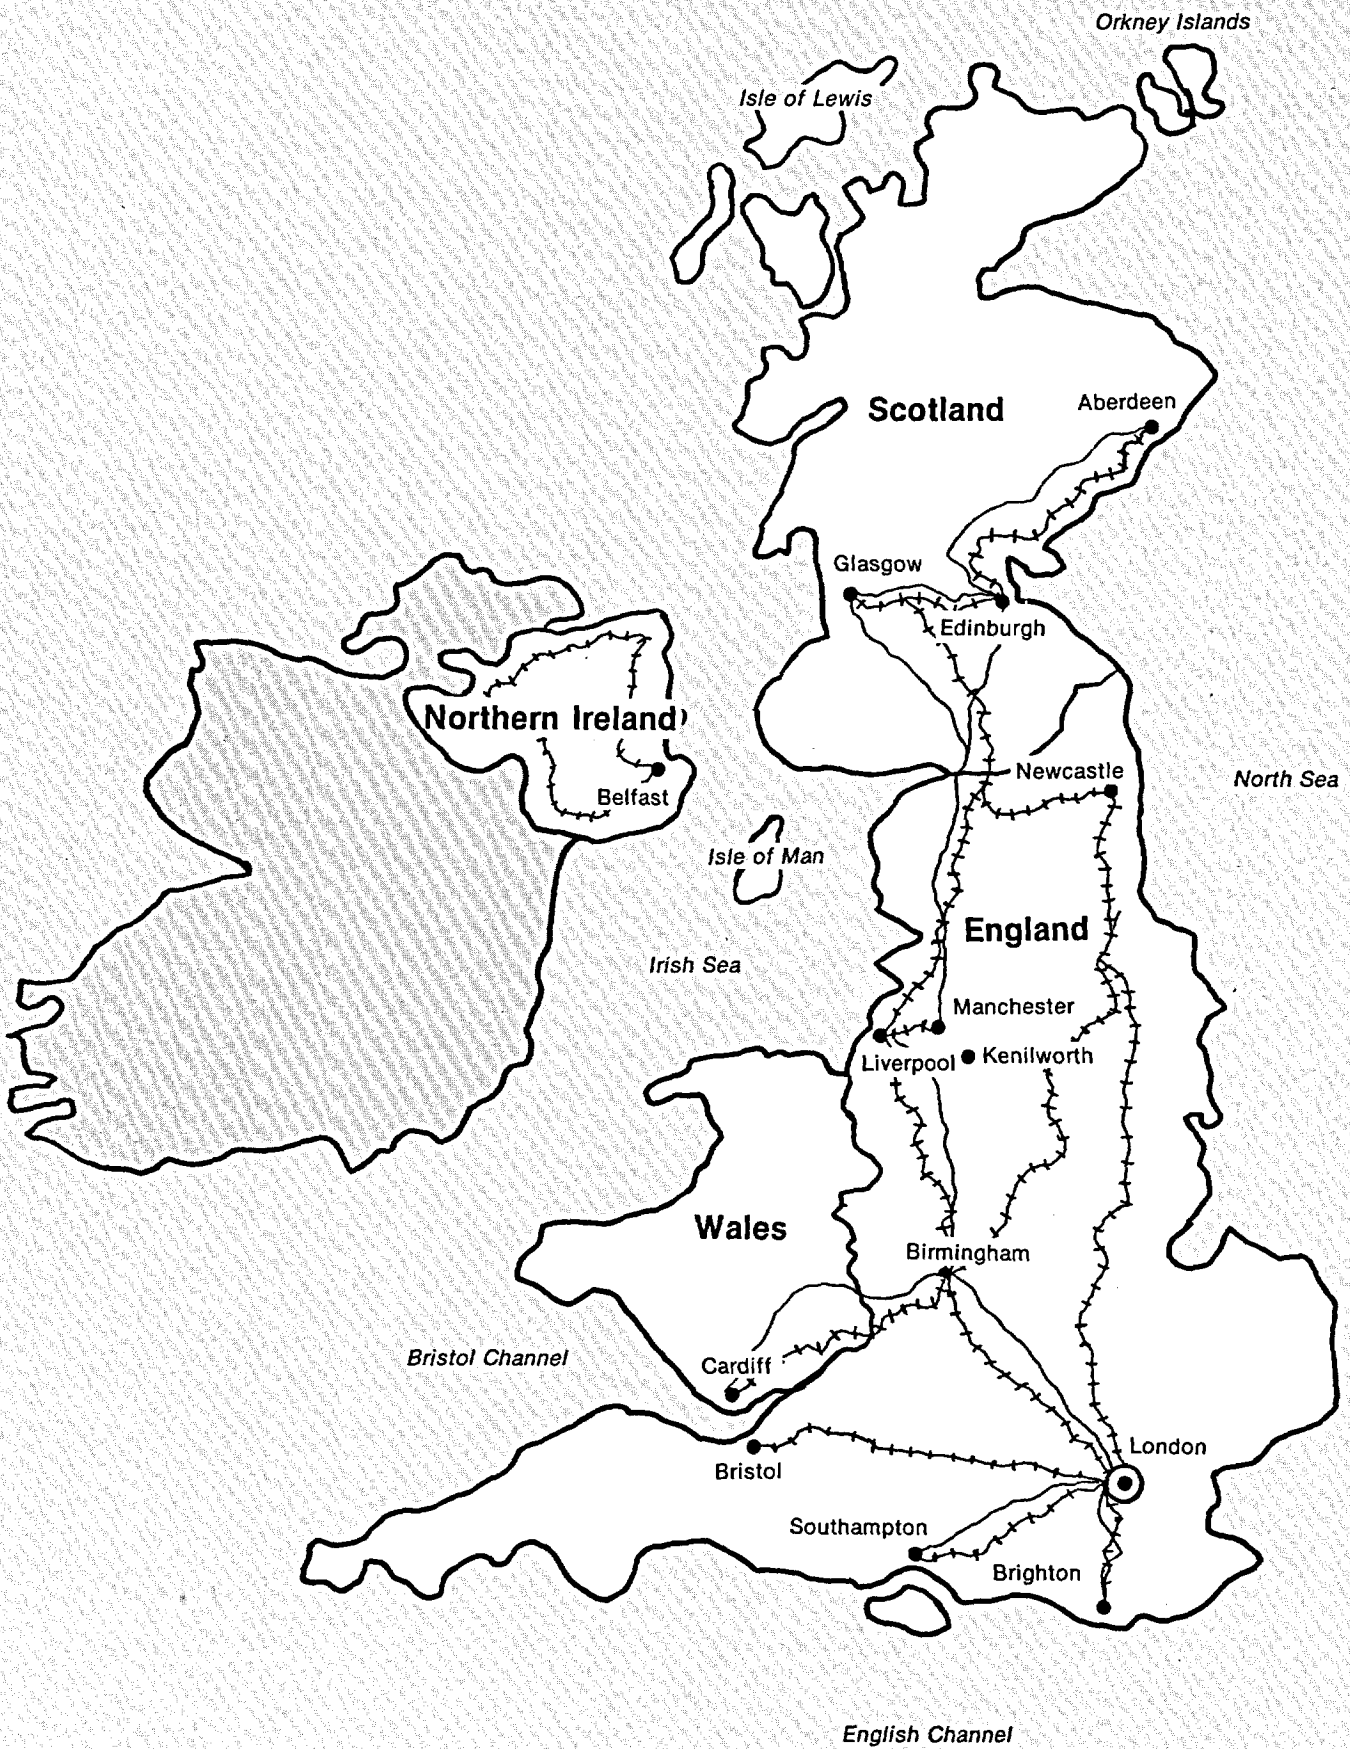 Orkney Islands
Isle of Lewis
Scotland
Aberdeen
Glasgow
Edinburgh
Northern Ireland
Belfast
Newcastle
North Sea
Isle of Man
England
Irish Sea
Manchester
Liverpool
Kenilworth
Wales
Birmingham
Bristol Channel
Cardiff
London
Bristol
Southampton
Brighton
English Channel